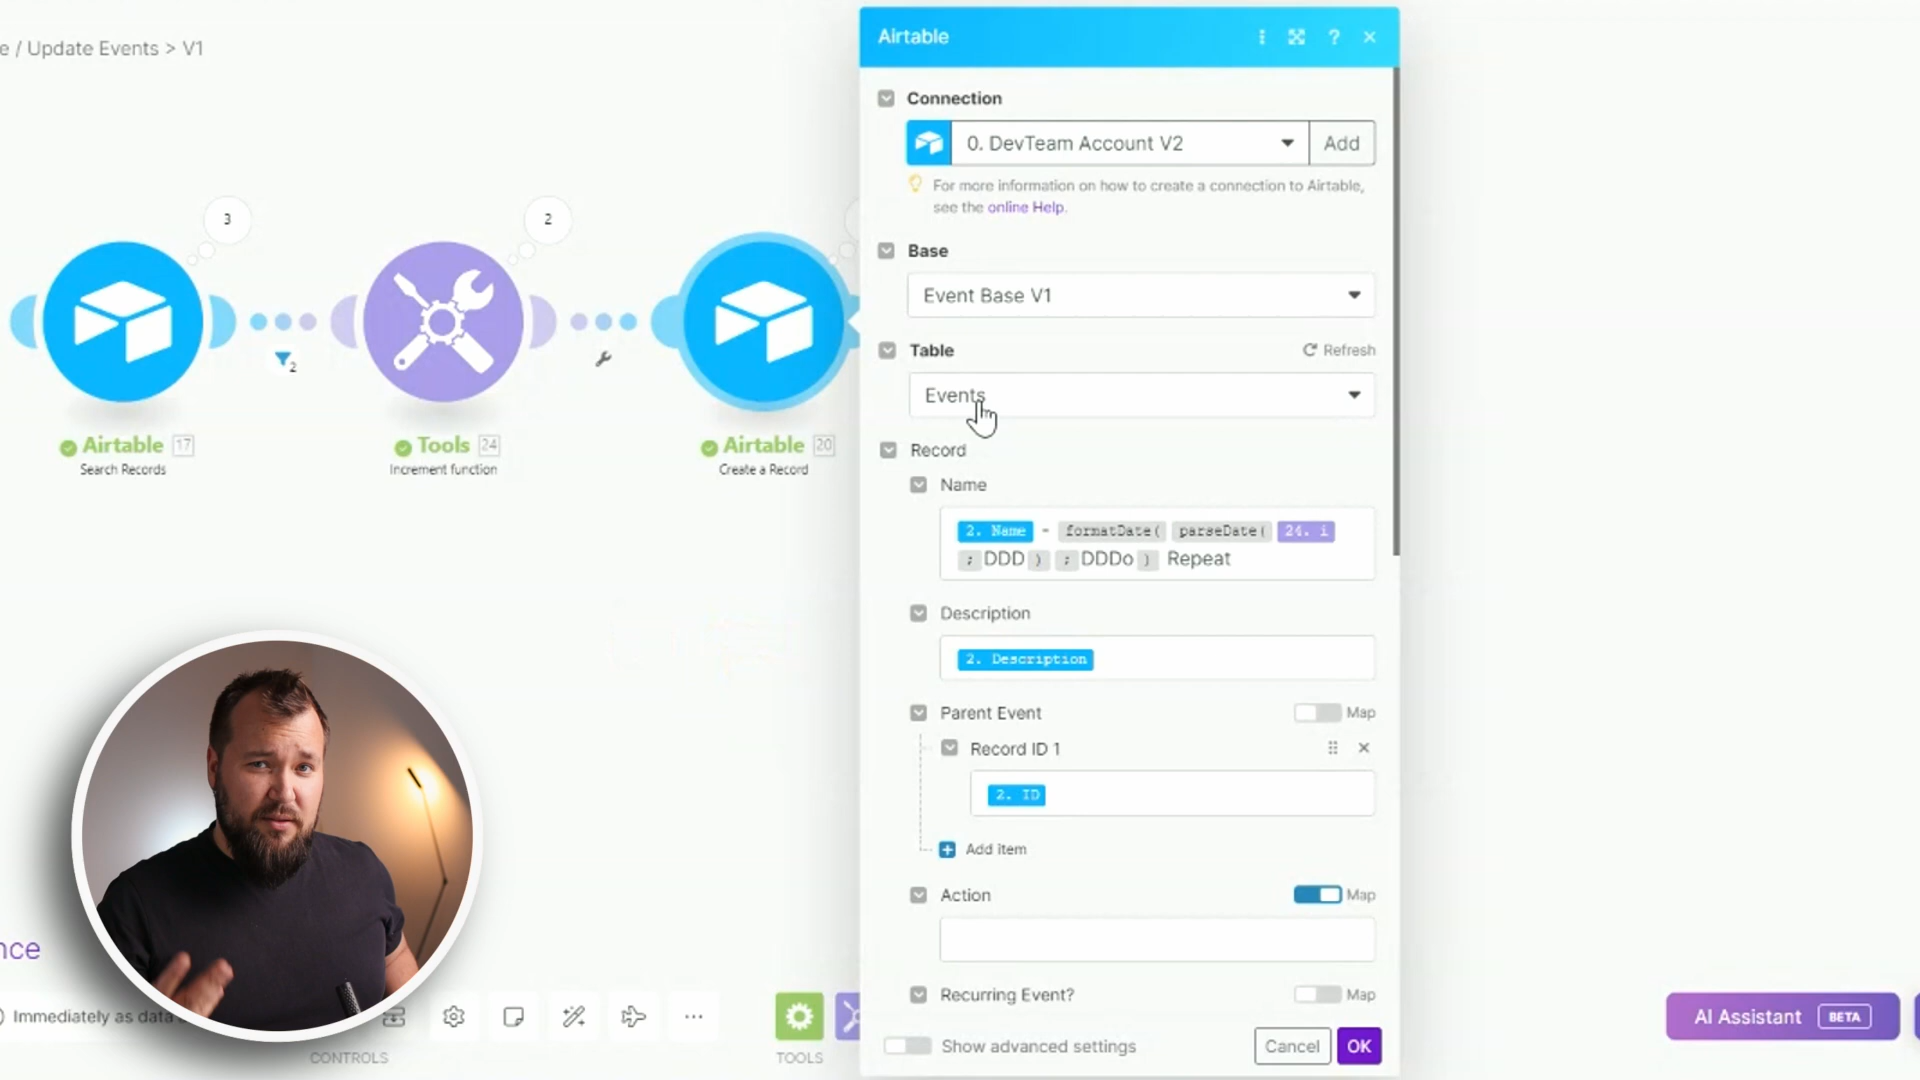 e / Update Events > V1
3
2
2
Airtable 17
Search Records
Tools 24
Increment function
Airtable 20
Create a Record
Airtable
?
Connection
0. DevTeam Account V2
Add
For more information on how to create a connection to Airtable,
see the online Help.
Base
Event Base V1
Table
Refresh
Events
Record
Name
2. Name - formatDate( parseDate( 24. i
; DDD ) ; DDDo ) Repeat
Description
2. Description
Parent Event
Map
Record ID 1
2. ID
Add item
Action
Map
Recurring Event?
Map
Show advanced settings
Cancel
OK
nce
Immediately as data
CONTROLS
TOOLS
AI Assistant BETA